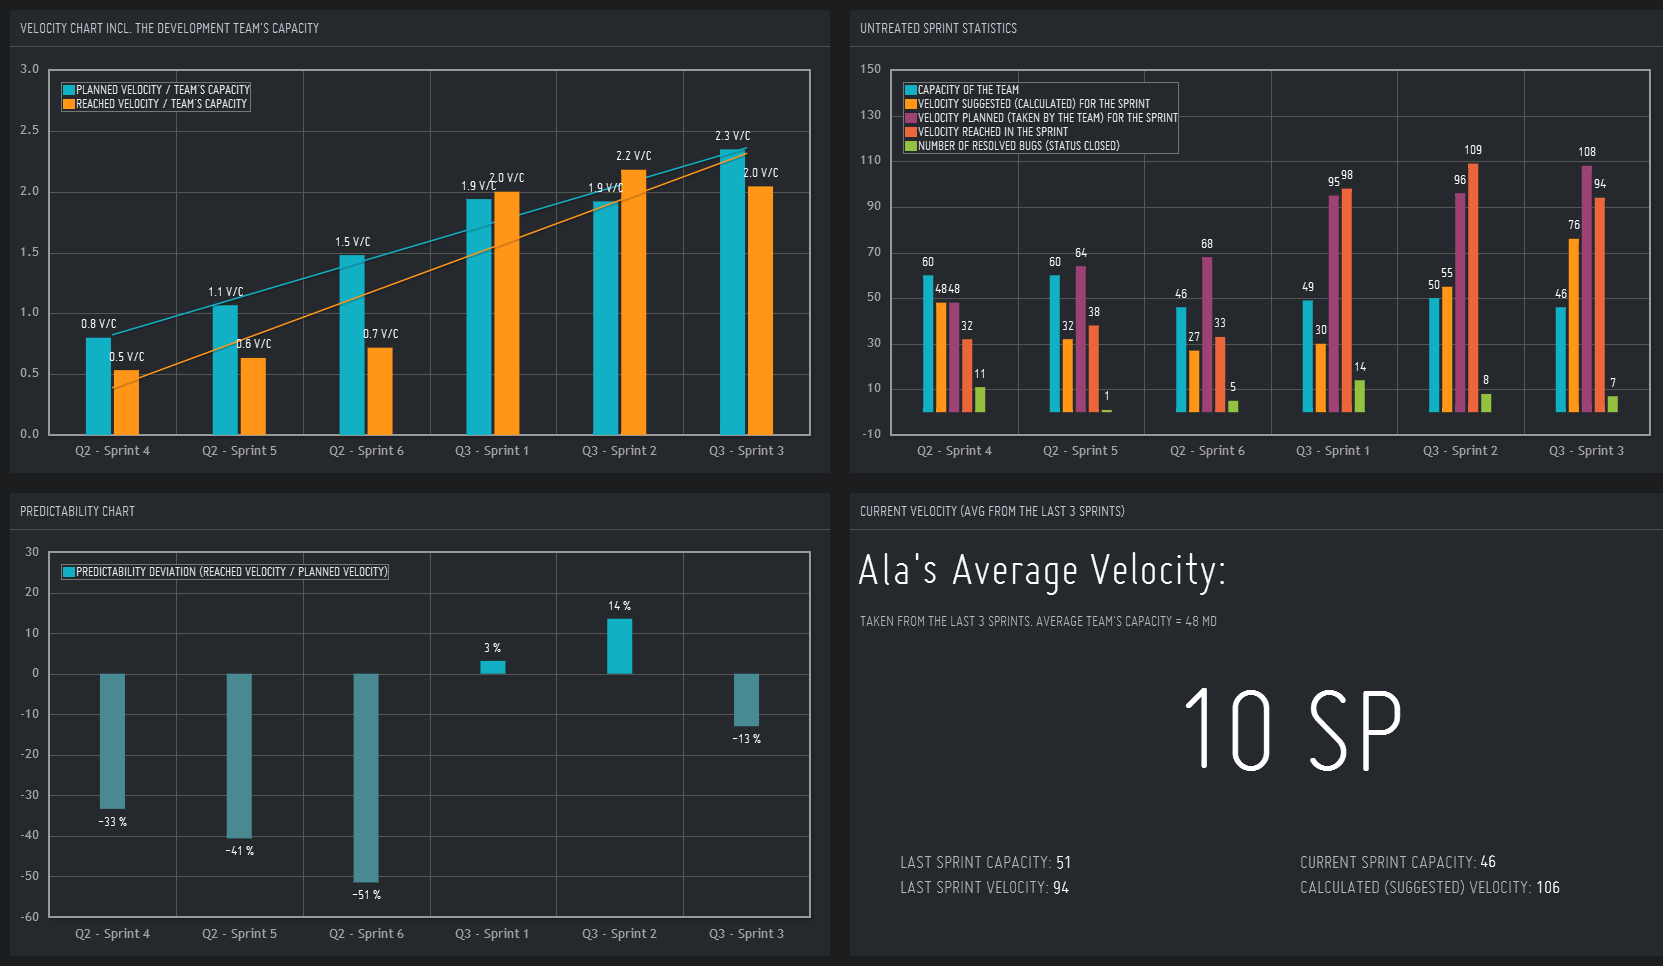 VELOCITY CHART INCL. THE DEVELOPMENT TEAM'S CAPACITY
3.0
2.5
2.0
1.5
1.0
0.5
0.0
PLANNED VELOCITY / TEAM'S CAPACITY
REACHED VELOCITY / TEAM'S CAPACITY
0.8 V/C
0.5 V/C
1.1 V/C
0.6 V/C
1.5 V/C
0.7 V/C
1.9 V/C
2.0 V/C
1.9 V/C
2.2 V/C
2.3 V/C
2.0 V/C
Q2 - Sprint 4
Q2 - Sprint 5
Q2 - Sprint 6
Q3 - Sprint 1
Q3 - Sprint 2
Q3 - Sprint 3
UNTREATED SPRINT STATISTICS
150
130
110
90
70
50
30
10
-10
CAPACITY OF THE TEAM
VELOCITY SUGGESTED (CALCULATED) FOR THE SPRINT
VELOCITY PLANNED (TAKEN BY THE TEAM) FOR THE SPRINT
VELOCITY REACHED IN THE SPRINT
NUMBER OF RESOLVED BUGS (STATUS CLOSED)
60
48
48
32
11
60
32
64
38
1
46
27
68
33
5
49
30
95
98
14
50
55
96
109
8
46
76
108
94
7
Q2 - Sprint 4
Q2 - Sprint 5
Q2 - Sprint 6
Q3 - Sprint 1
Q3 - Sprint 2
Q3 - Sprint 3
PREDICTABILITY CHART
30
20
10
0
-10
-20
-30
-40
-50
-60
PREDICTABILITY DEVIATION (REACHED VELOCITY / PLANNED VELOCITY)
-33 %
-41 %
-51 %
3 %
14 %
-13 %
Q2 - Sprint 4
Q2 - Sprint 5
Q2 - Sprint 6
Q3 - Sprint 1
Q3 - Sprint 2
Q3 - Sprint 3
CURRENT VELOCITY (AVG FROM THE LAST 3 SPRINTS)
Ala's Average Velocity:
TAKEN FROM THE LAST 3 SPRINTS. AVERAGE TEAM'S CAPACITY = 48 MD
10 SP
LAST SPRINT CAPACITY: 51
LAST SPRINT VELOCITY: 94
CURRENT SPRINT CAPACITY: 46
CALCULATED (SUGGESTED) VELOCITY: 106